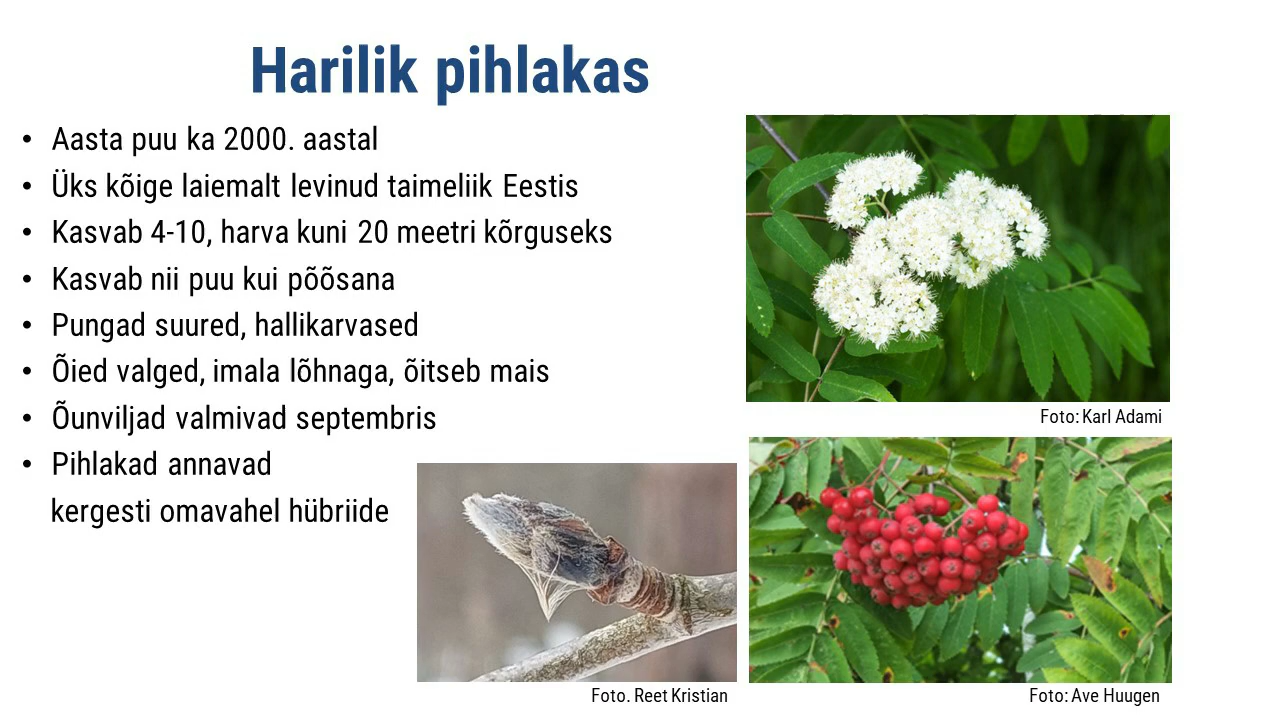 Harilik pihlakas
• Aasta puu ka 2000. aastal
• Üks kõige laiemalt levinud taimeliik Eestis
• Kasvab 4-10, harva kuni 20 meetri kõrguseks
• Kasvab nii puu kui põõsana
• Pungad suured, hallikarvased
• Õied valged, imala lõhnaga, õitseb mais
• Õunviljad valmivad septembris
• Pihlakad annavad
kergesti omavahel hübriide
Foto: Karl Adami
Foto. Reet Kristian
Foto: Ave Huugen